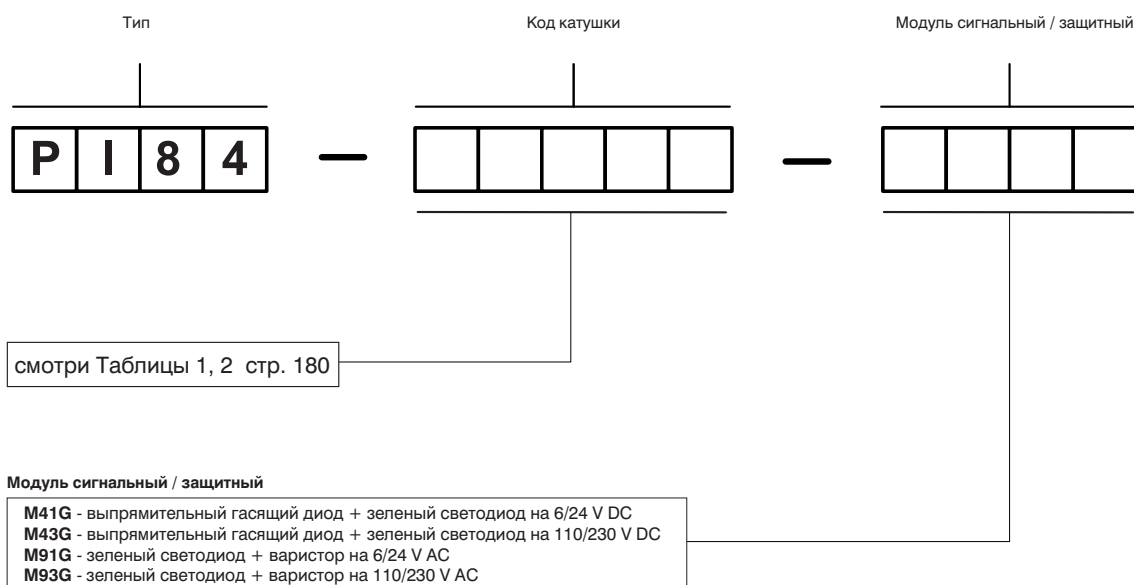 Тип
Код катушки
Модуль сигнальный / защитный
P I 8 4 — —
смотри Таблицы 1, 2 стр. 180
Модуль сигнальный / защитный
M41G - выпрямительный гасящий диод + зеленый светодиод на 6/24 V DC
M43G - выпрямительный гасящий диод + зеленый светодиод на 110/230 V DC
M91G - зеленый светодиод + варистор на 6/24 V AC
M93G - зеленый светодиод + варистор на 110/230 V AC